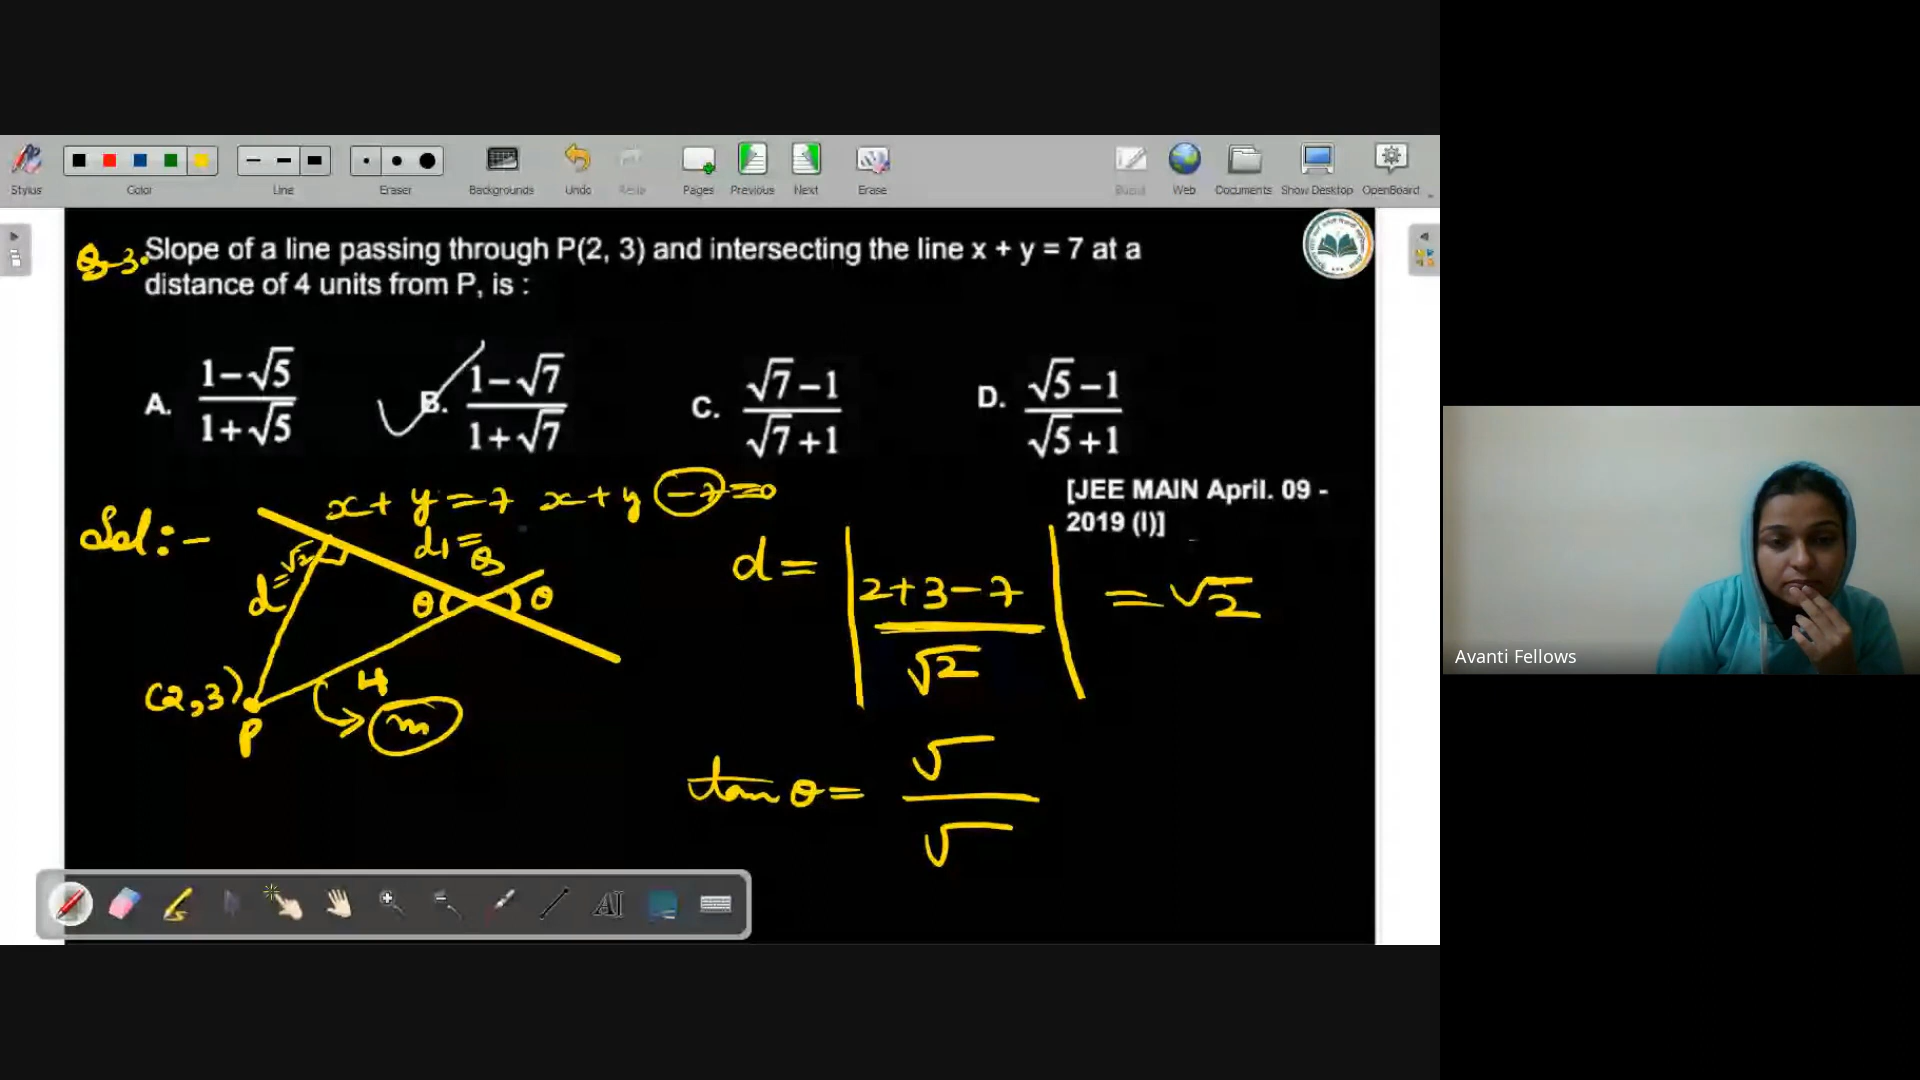 Stylus
Color
Line
Eraser
Backgrounds
Undo
Pages
Previous
Next
Erase
Web
Documents
Show Desktop
OpenBoard
Q-3. Slope of a line passing through P(2, 3) and intersecting the line x + y = 7 at a
distance of 4 units from P, is :
A. (1−√5)/(1+√5)
B. (1−√7)/(1+√7)
C. (√7−1)/(√7+1)
D. (√5−1)/(√5+1)
[JEE MAIN April. 09 -
2019 (I)]
Sol:-
x + y = 7 x + y −7=0
d1=
d=√2
θ θ
(2,3)
P
4
m
d = |(2+3−7)/√2| = √2
tan θ = √/√
AI
Avanti Fellows